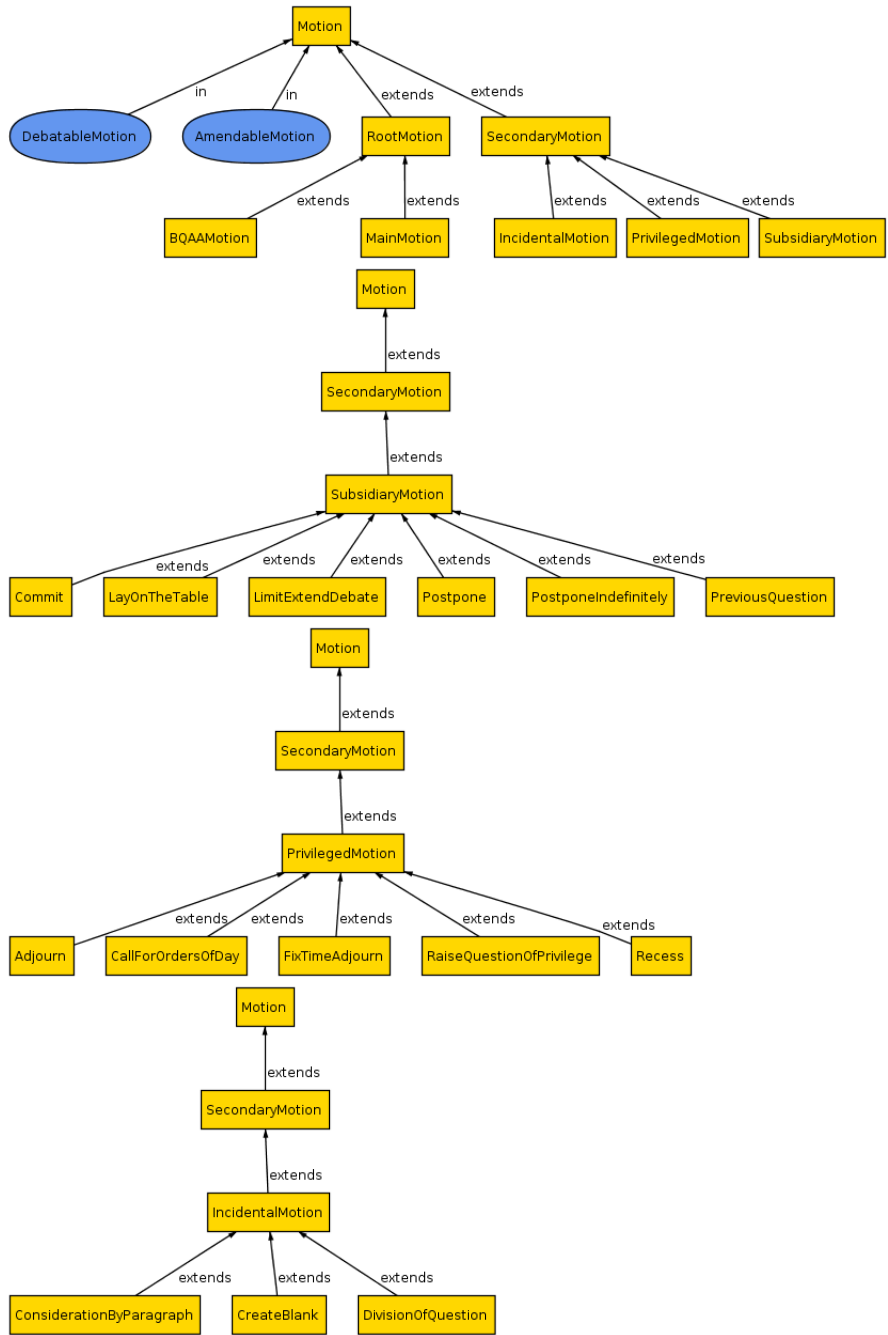 Motion
in
in
extends
extends
DebatableMotion
AmendableMotion
RootMotion
SecondaryMotion
extends
extends
extends
extends
extends
BQAAMotion
MainMotion
IncidentalMotion
PrivilegedMotion
SubsidiaryMotion
Motion
extends
SecondaryMotion
extends
SubsidiaryMotion
extends
extends
extends
extends
extends
extends
Commit
LayOnTheTable
LimitExtendDebate
Postpone
PostponeIndefinitely
PreviousQuestion
Motion
extends
SecondaryMotion
extends
PrivilegedMotion
extends
extends
extends
extends
extends
Adjourn
CallForOrdersOfDay
FixTimeAdjourn
RaiseQuestionOfPrivilege
Recess
Motion
extends
SecondaryMotion
extends
IncidentalMotion
extends
extends
extends
ConsiderationByParagraph
CreateBlank
DivisionOfQuestion